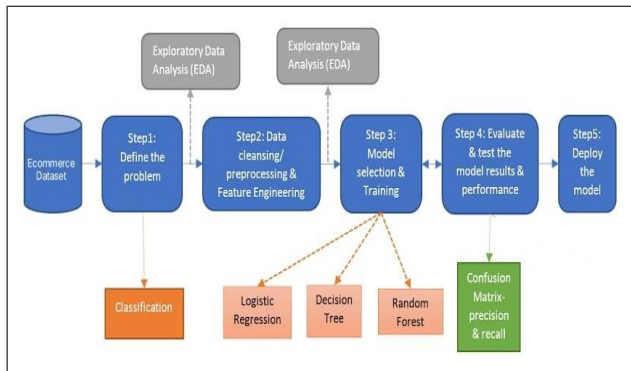 Exploratory Data
Analysis (EDA)
Exploratory Data
Analysis (EDA)
Ecommerce
Dataset
Step1:
Define the
problem
Step2: Data
cleansing/
preprocessing &
Feature Engineering
Step 3:
Model
selection &
Training
Step 4: Evaluate
& test the
model results &
performance
Step5:
Deploy
the
model
Classification
Logistic
Regression
Decision
Tree
Random
Forest
Confusion
Matrix-
precision
& recall